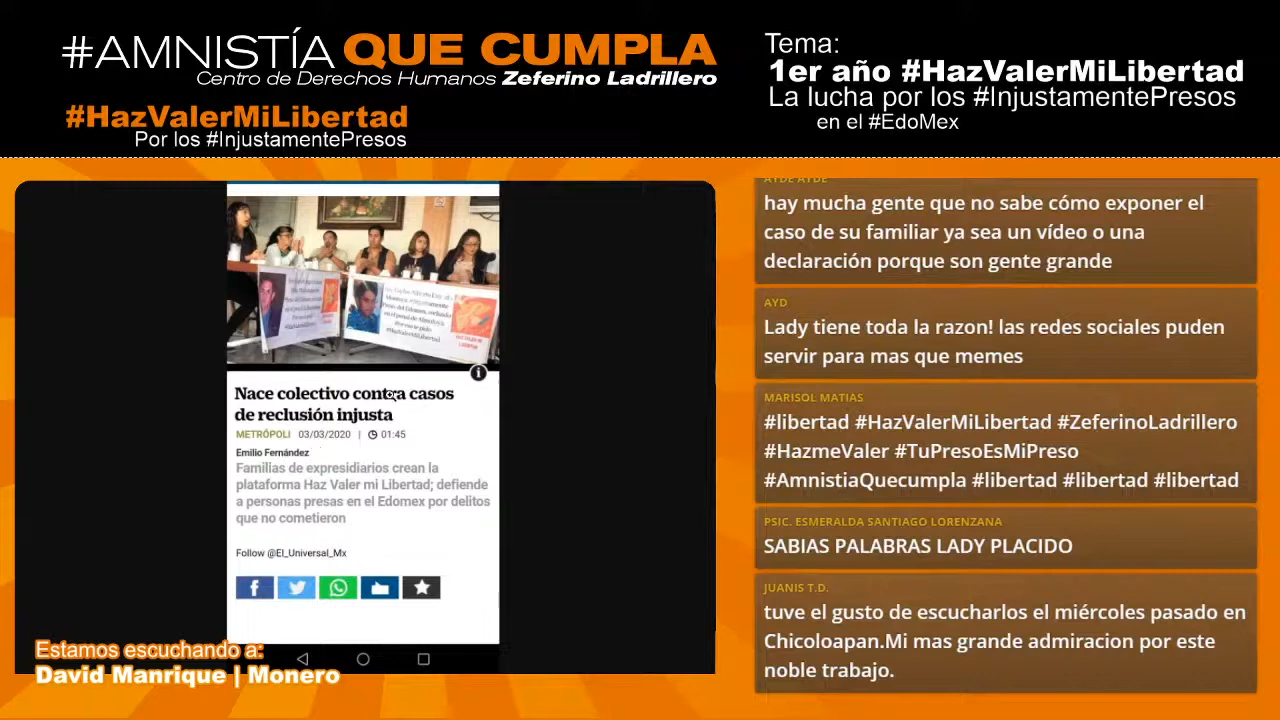 #AMNISTÍA QUE CUMPLA
Centro de Derechos Humanos Zeferino Ladrillero
#HazValerMiLibertad
Por los #InjustamentePresos
Tema:
1er año #HazValerMiLibertad
La lucha por los #InjustamentePresos
en el #EdoMex
Nace colectivo contra casos
de reclusión injusta
METRÓPOLI 03/03/2020 | 01:45
Emilio Fernández
Familias de expresidiarios crean la
plataforma Haz Valer mi Libertad; defiende
a personas presas en el Edomex por delitos
que no cometieron
Follow @El_Universal_Mx
Estamos escuchando a:
David Manrique | Monero
AYDE AYDE
hay mucha gente que no sabe cómo exponer el
caso de su familiar ya sea un vídeo o una
declaración porque son gente grande
AYD
Lady tiene toda la razon! las redes sociales puden
servir para mas que memes
MARISOL MATIAS
#libertad #HazValerMiLibertad #ZeferinoLadrillero
#HazmeValer #TuPresoEsMiPreso
#AmnistiaQuecumpla #libertad #libertad #libertad
PSIC. ESMERALDA SANTIAGO LORENZANA
SABIAS PALABRAS LADY PLACIDO
JUANIS T.D.
tuve el gusto de escucharlos el miércoles pasado en
Chicoloapan.Mi mas grande admiracion por este
noble trabajo.